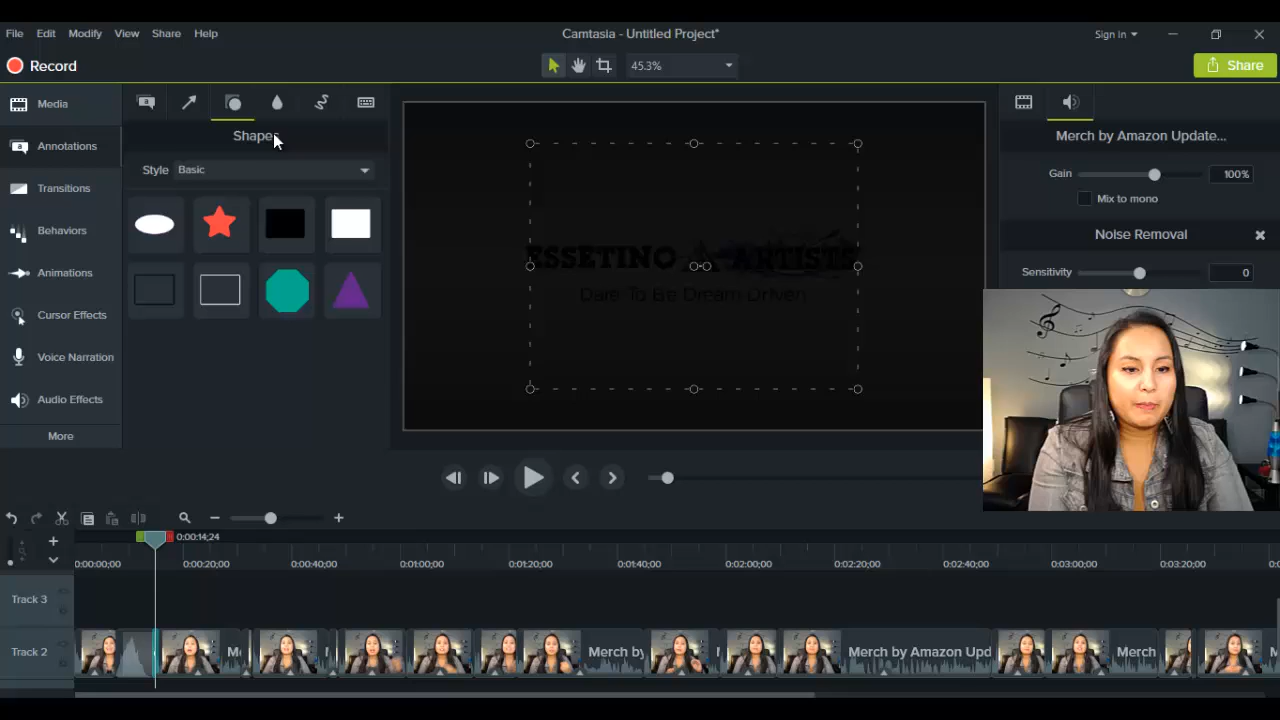 File Edit Modify View Share Help
Camtasia - Untitled Project*
Sign in
Record
45.3%
Share
Media
Annotations
Transitions
Behaviors
Animations
Cursor Effects
Voice Narration
Audio Effects
More
a
Shapes
Style Basic
ESSETINO ARTISTS
Dare To Be Dream Driven
Merch by Amazon Update...
Gain 100%
Mix to mono
Noise Removal
Sensitivity 0
0:00:14;24
0:00:00;00 0:00:20;00 0:00:40;00 0:01:00;00 0:01:20;00 0:01:40;00 0:02:00;00 0:02:20;00 0:02:40;00 0:03:00;00 0:03:20;00
Track 3
Track 2
Merch by
Merch by Amazon Upd
Merch